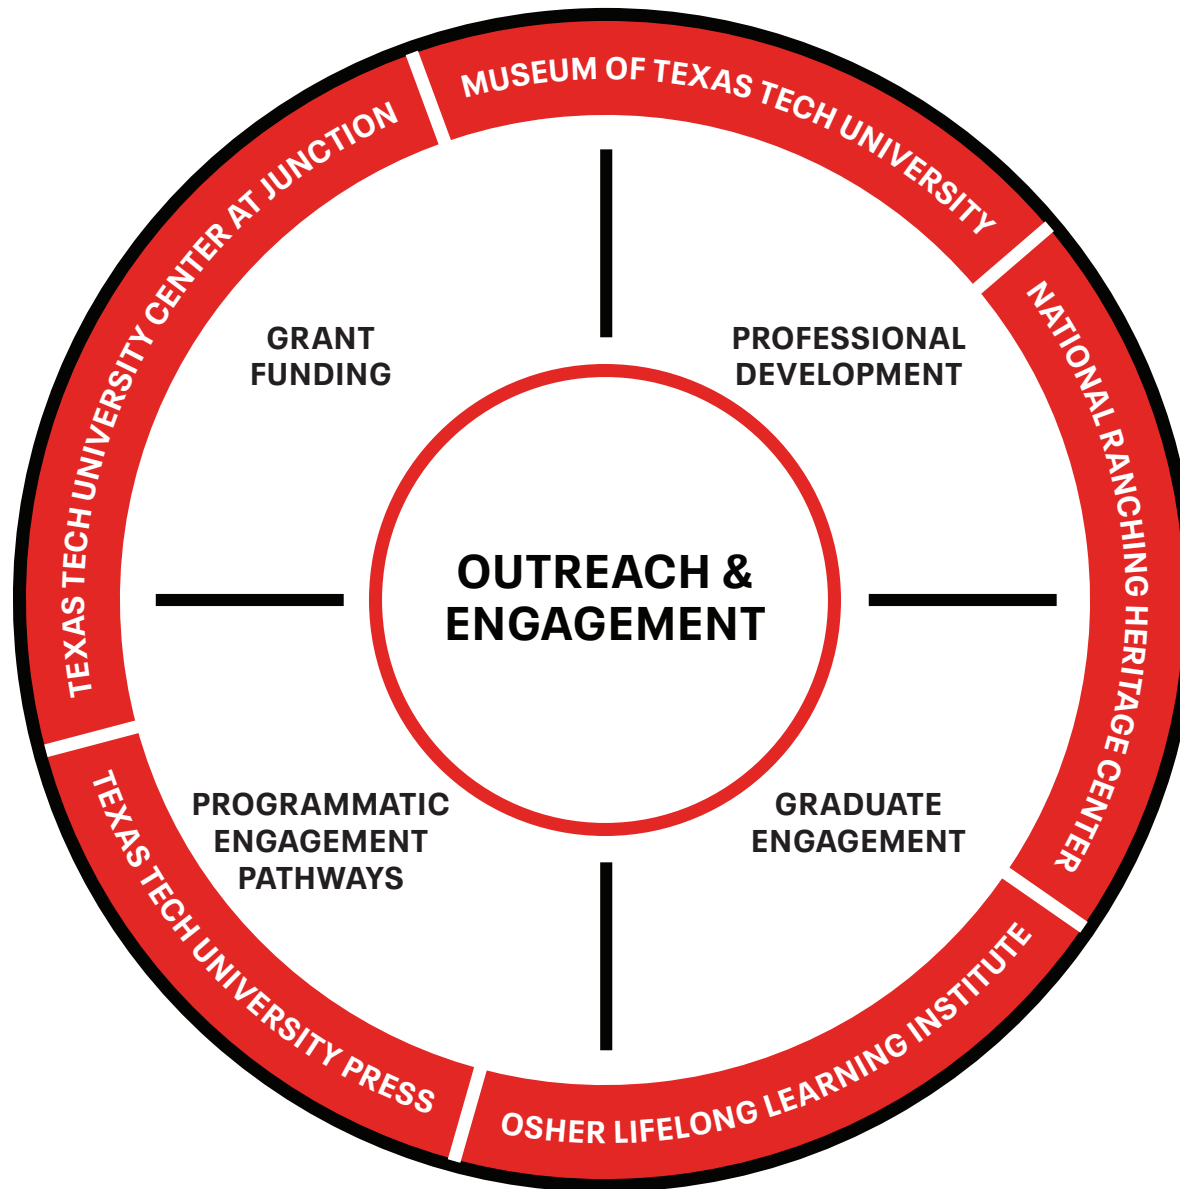 MUSEUM OF TEXAS TECH UNIVERSITY
NATIONAL RANCHING HERITAGE CENTER
OSHER LIFELONG LEARNING INSTITUTE
TEXAS TECH UNIVERSITY PRESS
TEXAS TECH UNIVERSITY CENTER AT JUNCTION
GRANT
FUNDING
PROFESSIONAL
DEVELOPMENT
OUTREACH &
ENGAGEMENT
PROGRAMMATIC
ENGAGEMENT
PATHWAYS
GRADUATE
ENGAGEMENT